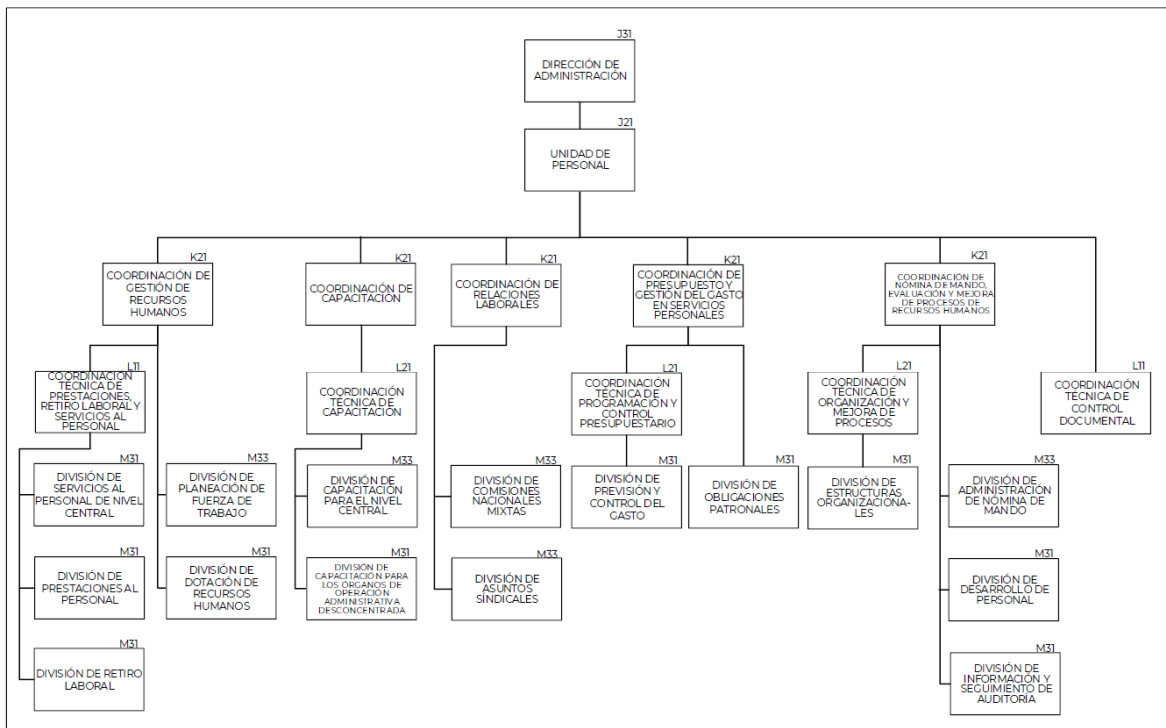 J31
DIRECCIÓN DE
ADMINISTRACIÓN
J21
UNIDAD DE
PERSONAL
K21
COORDINACIÓN DE
GESTIÓN DE
RECURSOS
HUMANOS
K21
COORDINACIÓN DE
CAPACITACIÓN
K21
COORDINACIÓN DE
RELACIONES
LABORALES
K21
COORDINACIÓN DE
PRESUPUESTO Y
GESTIÓN DEL GASTO
EN SERVICIOS
PERSONALES
K21
COORDINACIÓN DE
NÓMINA DE MANDO,
EVALUACIÓN Y MEJORA
DE PROCESOS DE
RECURSOS HUMANOS
L11
COORDINACIÓN
TÉCNICA DE
PRESTACIONES,
RETIRO LABORAL Y
SERVICIOS AL
PERSONAL
L21
COORDINACIÓN
TÉCNICA DE
CAPACITACIÓN
L21
COORDINACIÓN
TÉCNICA DE
PROGRAMACIÓN Y
CONTROL
PRESUPUESTARIO
L21
COORDINACIÓN
TÉCNICA DE
ORGANIZACIÓN Y
MEJORA DE
PROCESOS
L11
COORDINACIÓN
TÉCNICA DE
CONTROL
DOCUMENTAL
M31
DIVISIÓN DE
SERVICIOS AL
PERSONAL DE NIVEL
CENTRAL
M33
DIVISIÓN DE
PLANEACIÓN DE
FUERZA DE
TRABAJO
M33
DIVISIÓN DE
CAPACITACIÓN
PARA EL NIVEL
CENTRAL
M33
DIVISIÓN DE
COMISIONES
NACIONALES
MIXTAS
M31
DIVISIÓN DE
PREVISIÓN Y
CONTROL DEL
GASTO
M31
DIVISIÓN DE
OBLIGACIONES
PATRONALES
M31
DIVISIÓN DE
ESTRUCTURAS
ORGANIZACIONA-
LES
M33
DIVISIÓN DE
ADMINISTRACIÓN
DE NÓMINA DE
MANDO
M31
DIVISIÓN DE
PRESTACIONES AL
PERSONAL
M31
DIVISIÓN DE
DOTACIÓN DE
RECURSOS
HUMANOS
M31
DIVISIÓN DE
CAPACITACIÓN PARA
LOS ÓRGANOS DE
OPERACIÓN
ADMINISTRATIVA
DESCONCENTRADA
M33
DIVISIÓN DE
ASUNTOS
SINDICALES
M31
DIVISIÓN DE
DESARROLLO DE
PERSONAL
M31
DIVISIÓN DE RETIRO
LABORAL
M31
DIVISIÓN DE
INFORMACIÓN Y
SEGUIMIENTO DE
AUDITORÍA